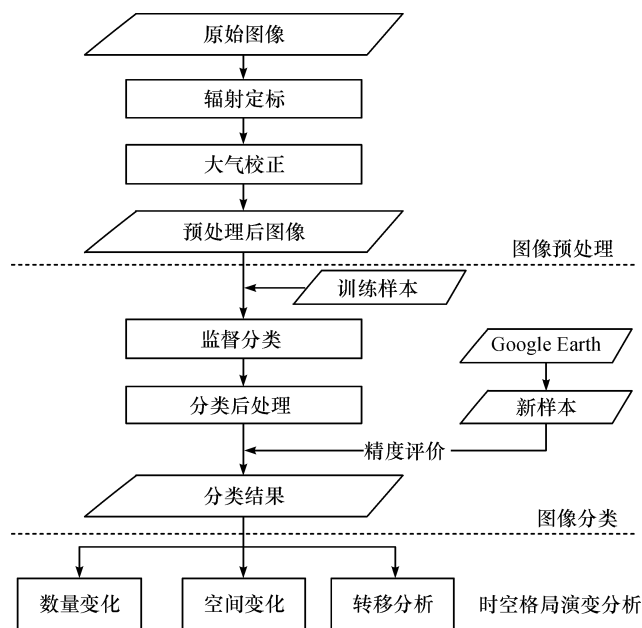 原始图像
辐射定标
大气校正
预处理后图像
图像预处理
训练样本
监督分类
Google Earth
分类后处理
新样本
精度评价
分类结果
图像分类
数量变化
空间变化
转移分析
时空格局演变分析